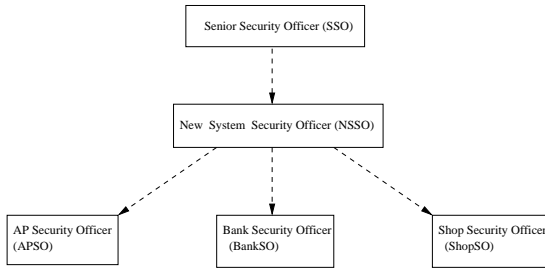 Senior Security Officer (SSO)
New System Security Officer (NSSO)
AP Security Officer
(APSO)
Bank Security Officer
(BankSO)
Shop Security Officer
(ShopSO)